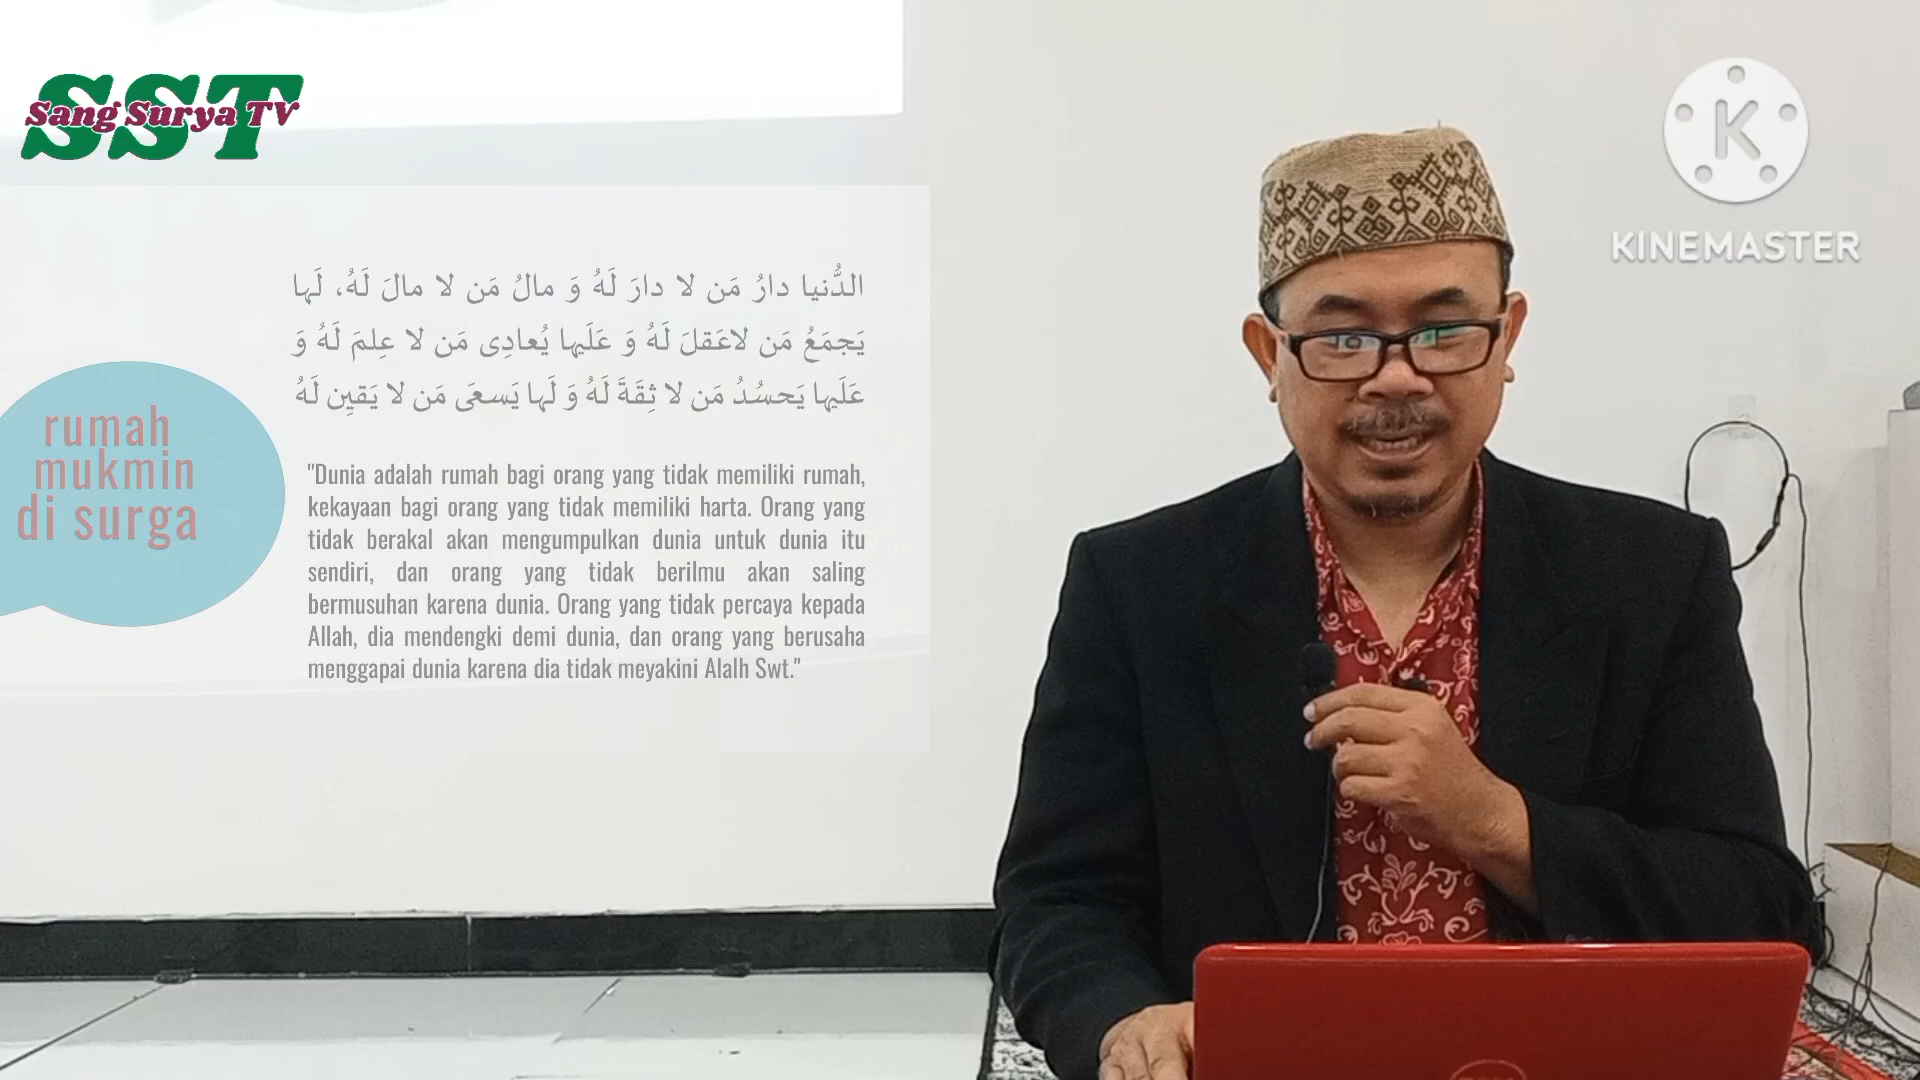 SST
Sang Surya TV
KINEMASTER
الدُّنیا دارُ مَن لا دارَ لَهُ وَ مالُ مَن لا مالَ لَهُ، لَها
یَجمَعُ مَن لاعَقلَ لَهُ وَ عَلَیها یُعادِی مَن لا عِلمَ لَهُ وَ
عَلَیها یَحسُدُ مَن لا ثِقَةَ لَهُ وَ لَها یَسعَی مَن لا یَقینِ لَهُ
rumah
mukmin
di surga
"Dunia adalah rumah bagi orang yang tidak memiliki rumah,
kekayaan bagi orang yang tidak memiliki harta. Orang yang
tidak berakal akan mengumpulkan dunia untuk dunia itu
sendiri, dan orang yang tidak berilmu akan saling
bermusuhan karena dunia. Orang yang tidak percaya kepada
Allah, dia mendengki demi dunia, dan orang yang berusaha
menggapai dunia karena dia tidak meyakini Alalh Swt."